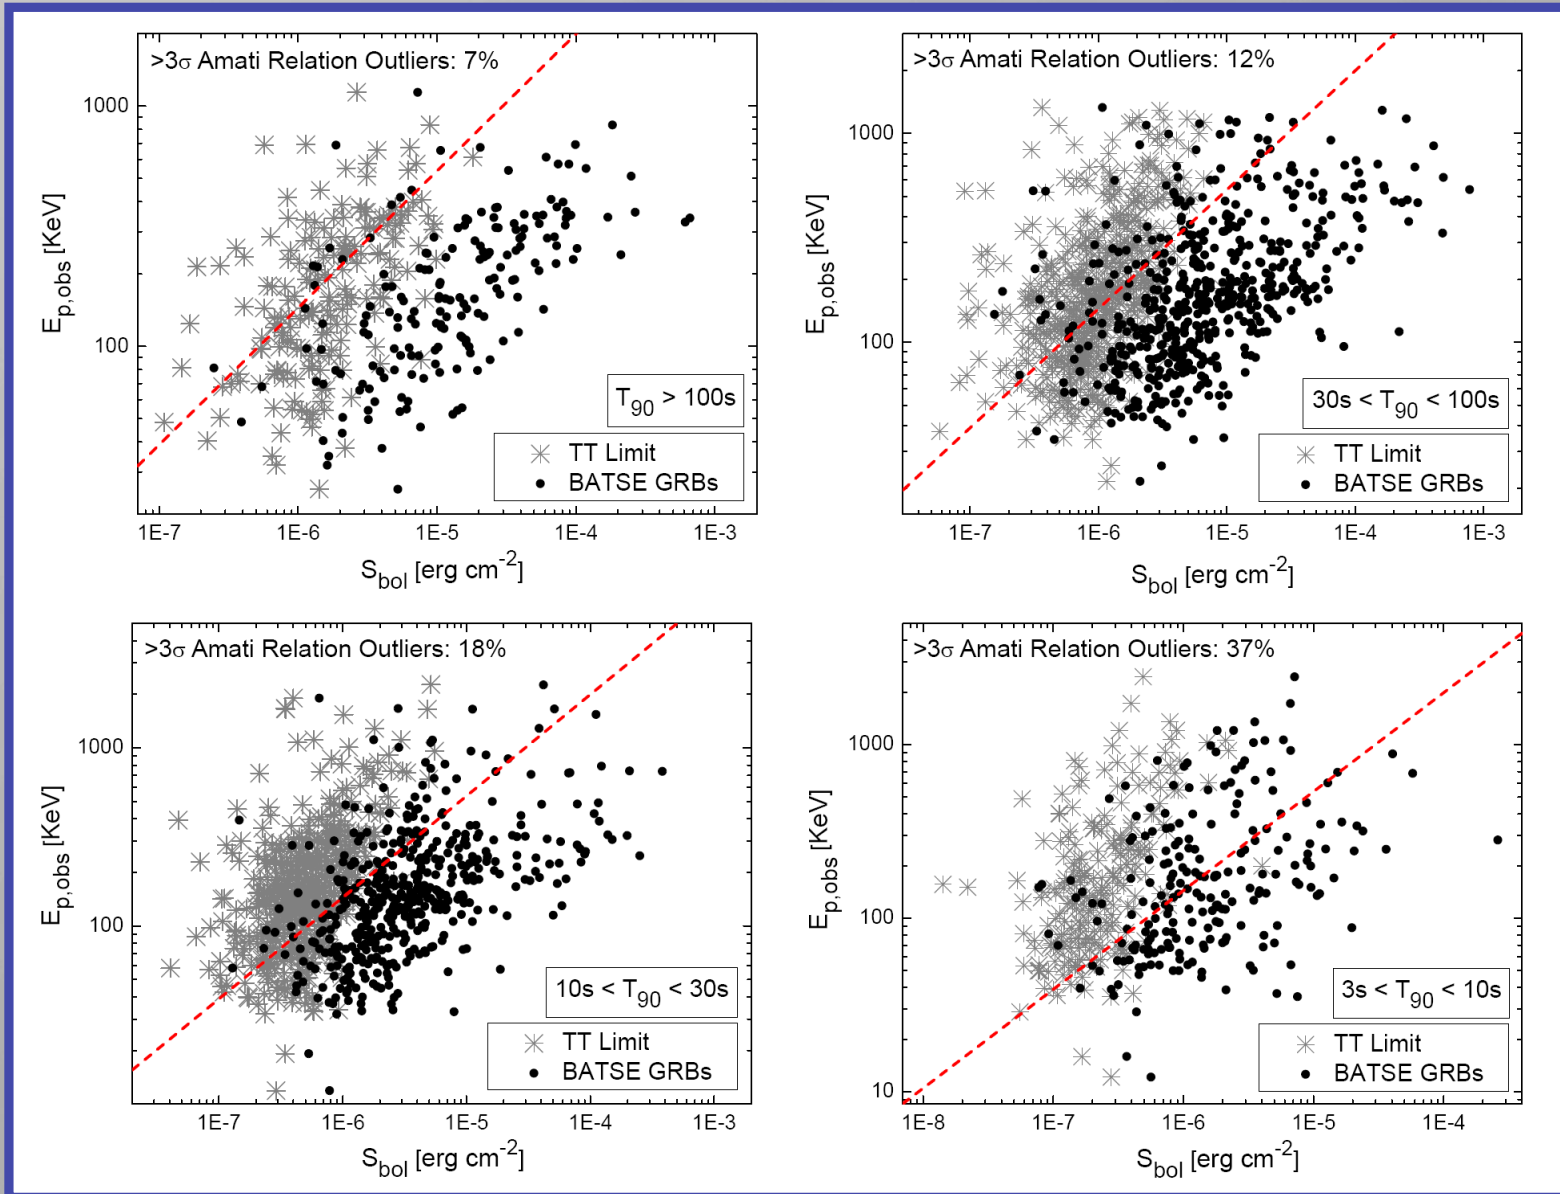 >3σ Amati Relation Outliers: 7%
1000
100
E_p,obs [KeV]
T_90 > 100s
TT Limit
BATSE GRBs
1E-7 1E-6 1E-5 1E-4 1E-3
S_bol [erg cm^-2]
>3σ Amati Relation Outliers: 12%
1000
100
E_p,obs [KeV]
30s < T_90 < 100s
TT Limit
BATSE GRBs
1E-7 1E-6 1E-5 1E-4 1E-3
S_bol [erg cm^-2]
>3σ Amati Relation Outliers: 18%
1000
100
E_p,obs [KeV]
10s < T_90 < 30s
TT Limit
BATSE GRBs
1E-7 1E-6 1E-5 1E-4 1E-3
S_bol [erg cm^-2]
>3σ Amati Relation Outliers: 37%
1000
100
10
E_p,obs [KeV]
3s < T_90 < 10s
TT Limit
BATSE GRBs
1E-8 1E-7 1E-6 1E-5 1E-4
S_bol [erg cm^-2]